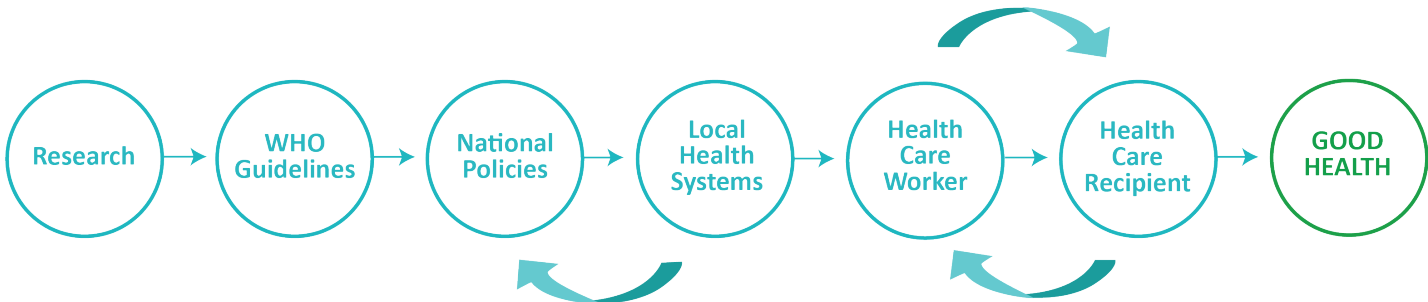 Research
WHO
Guidelines
National
Policies
Local
Health
Systems
Health
Care
Worker
Health
Care
Recipient
GOOD
HEALTH